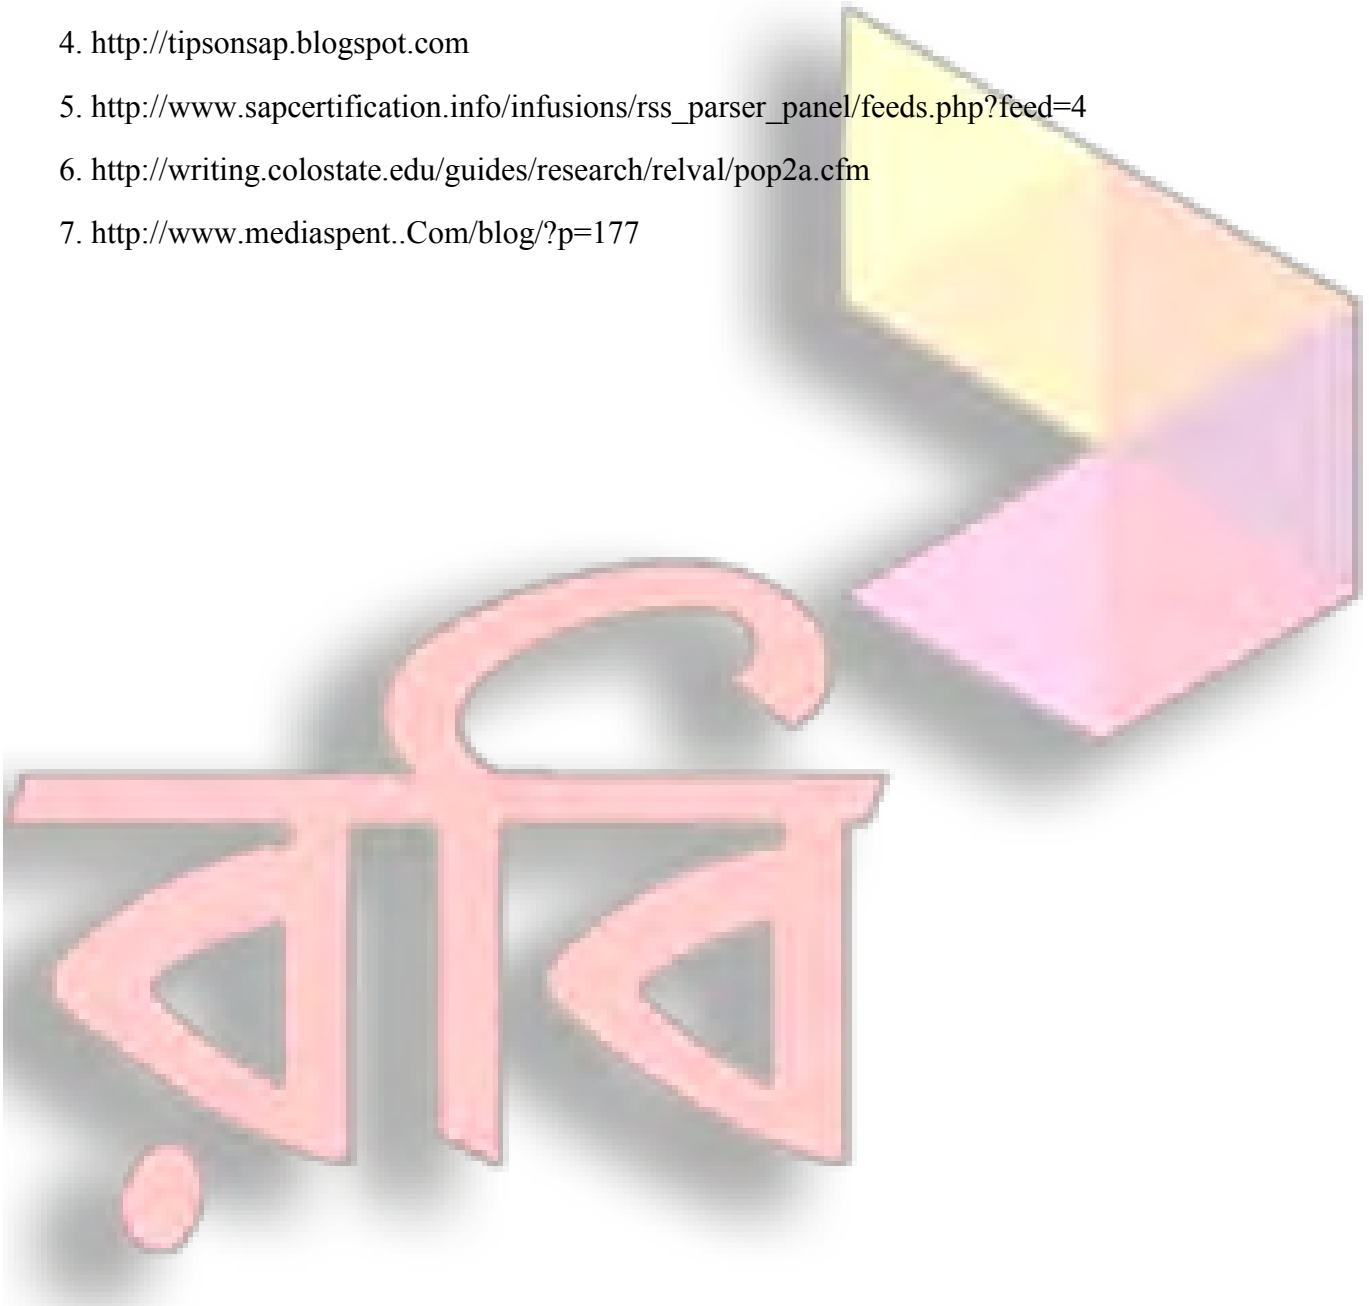 4. http://tipsonsap.blogspot.com
5. http://www.sapcertification.info/infusions/rss_parser_panel/feeds.php?feed=4
6. http://writing.colostate.edu/guides/research/relval/pop2a.cfm
7. http://www.mediaspent..Com/blog/?p=177
রবি